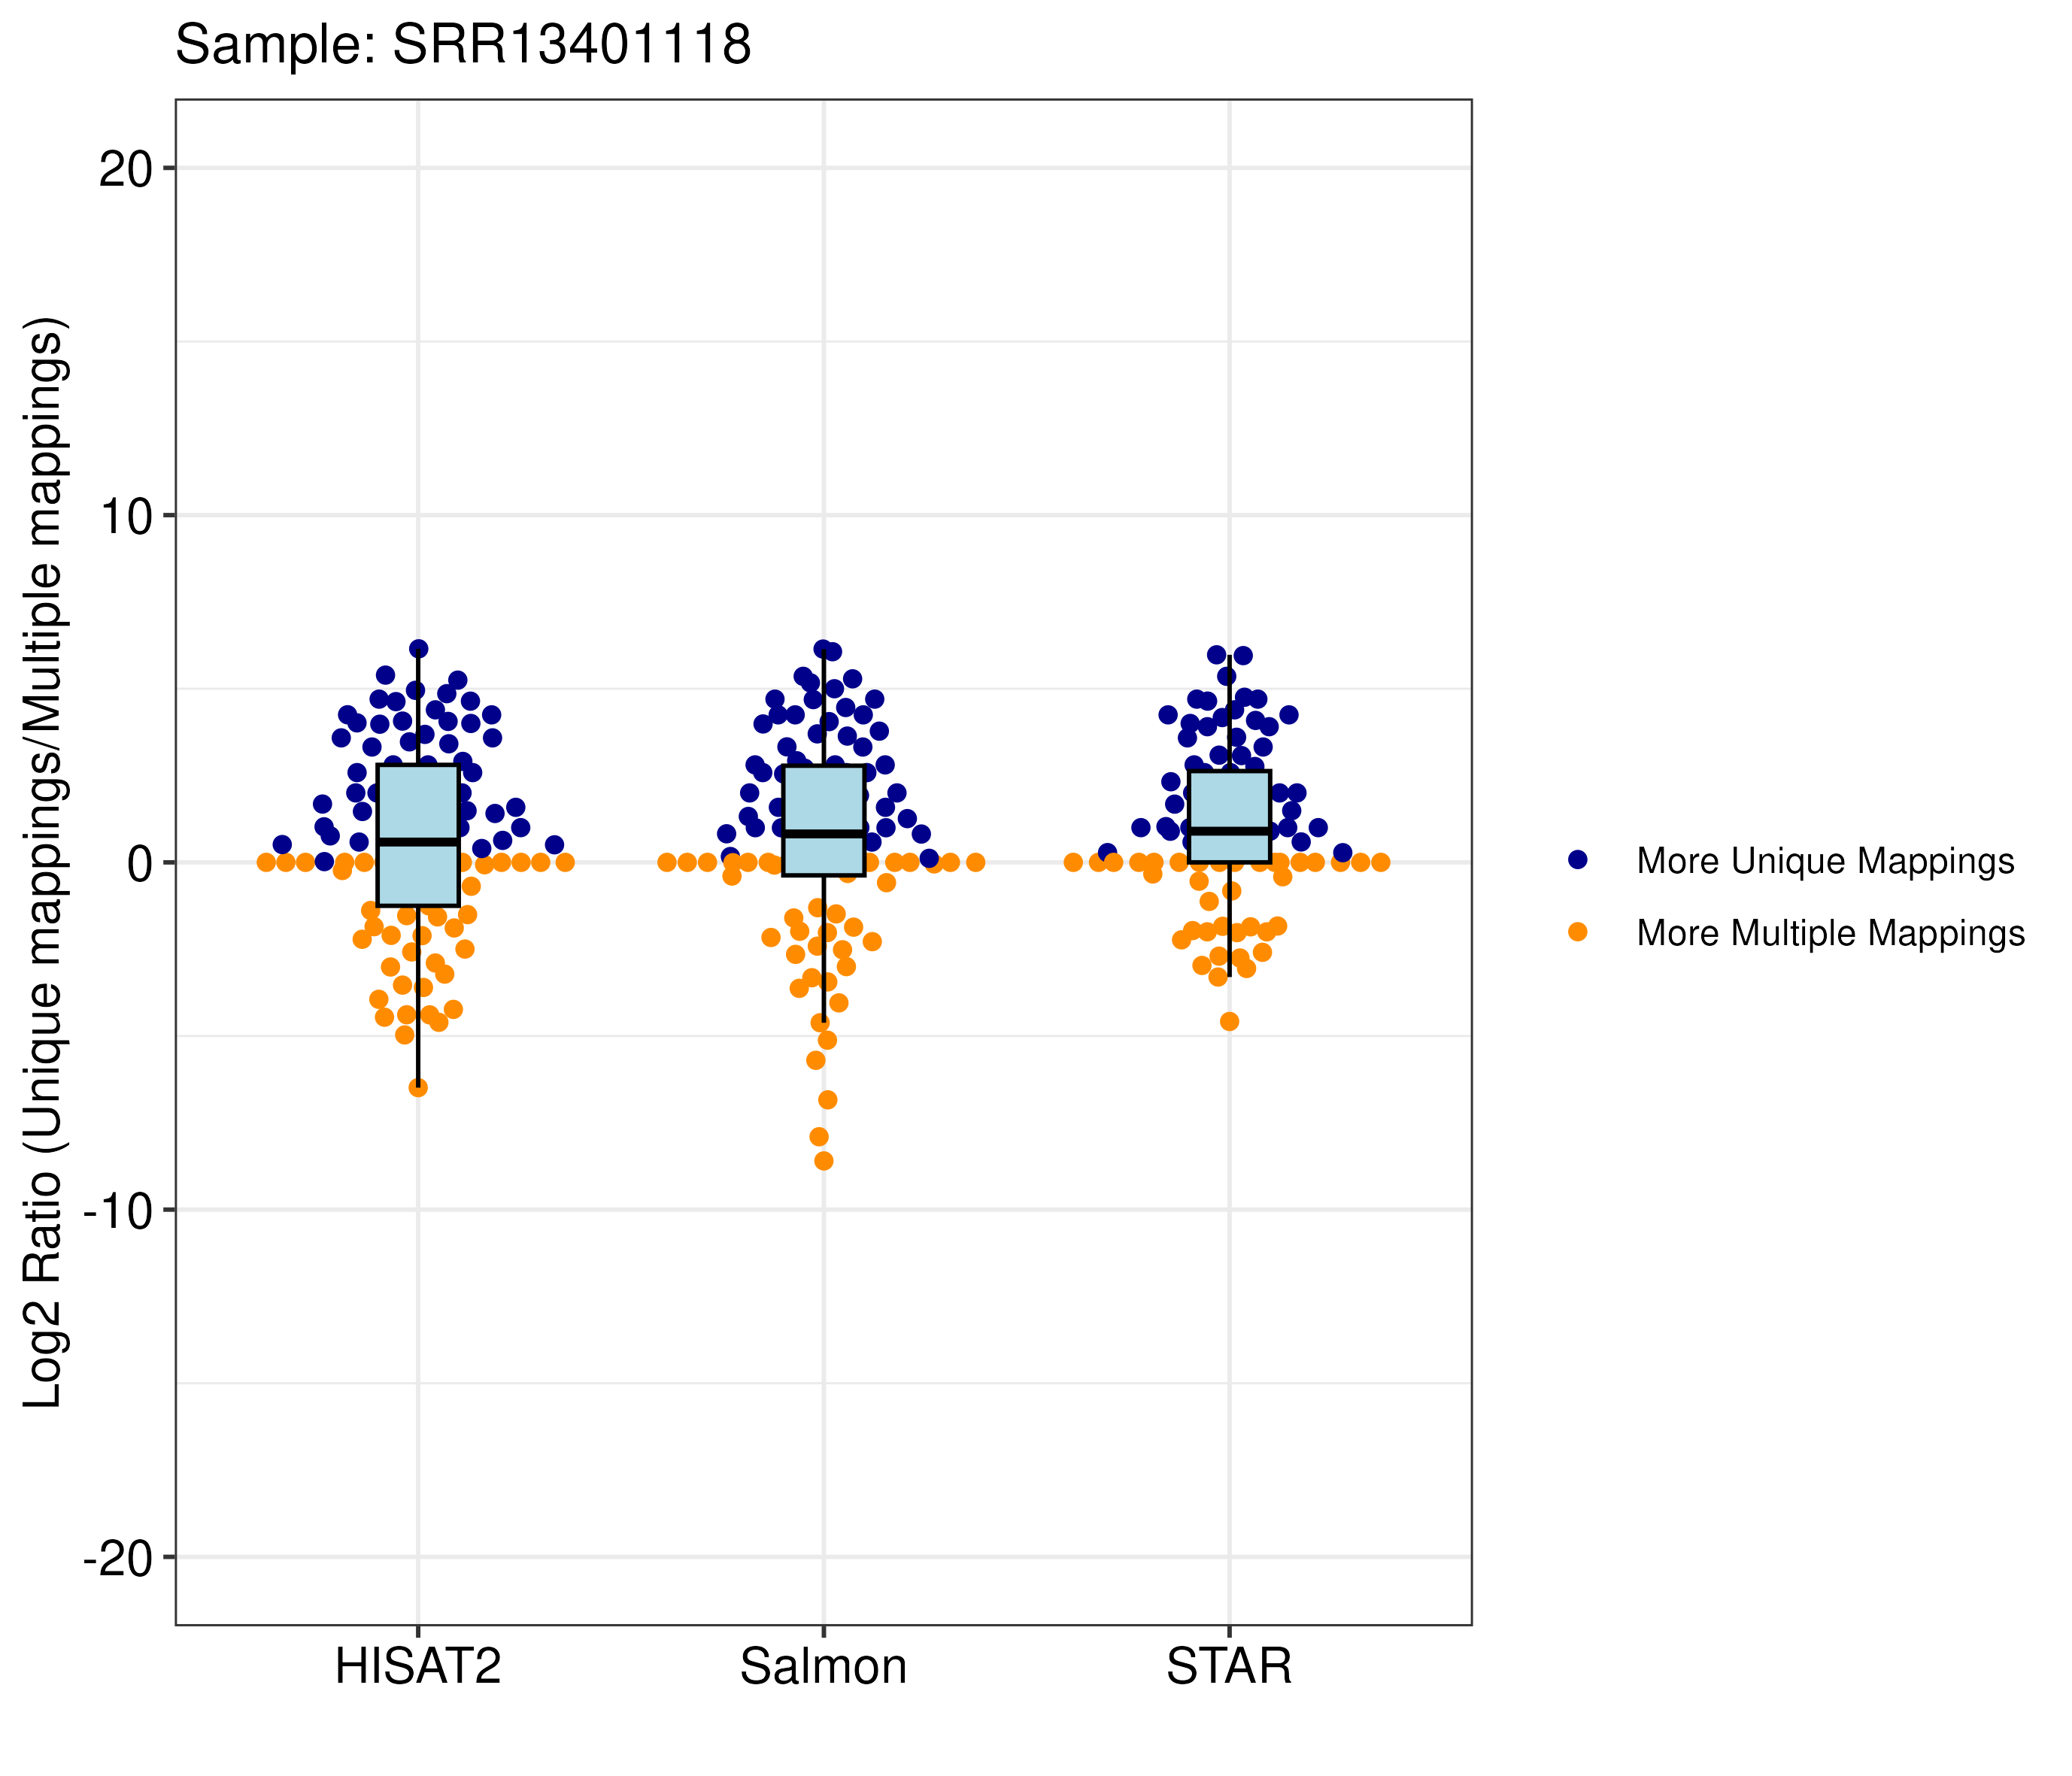 Sample: SRR13401118
Log2 Ratio (Unique mappings/Multiple mappings)
20
10
0
-10
-20
HISAT2
Salmon
STAR
More Unique Mappings
More Multiple Mappings